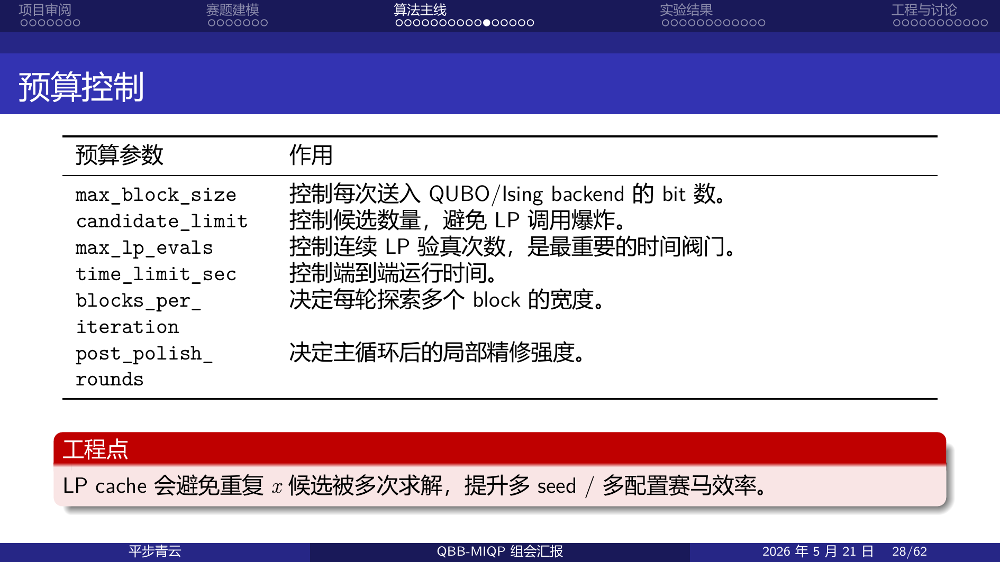 项目审阅 赛题建模 算法主线 实验结果 工程与讨论
预算控制
预算参数 作用
max_block_size 控制每次送入 QUBO/Ising backend 的 bit 数。
candidate_limit 控制候选数量，避免 LP 调用爆炸。
max_lp_evals 控制连续 LP 验真次数，是最重要的时间阀门。
time_limit_sec 控制端到端运行时间。
blocks_per_ 决定每轮探索多个 block 的宽度。
iteration
post_polish_ 决定主循环后的局部精修强度。
rounds
工程点
LP cache 会避免重复 x 候选被多次求解，提升多 seed / 多配置赛马效率。
平步青云 QBB-MIQP 组会汇报 2026 年 5 月 21 日 28/62